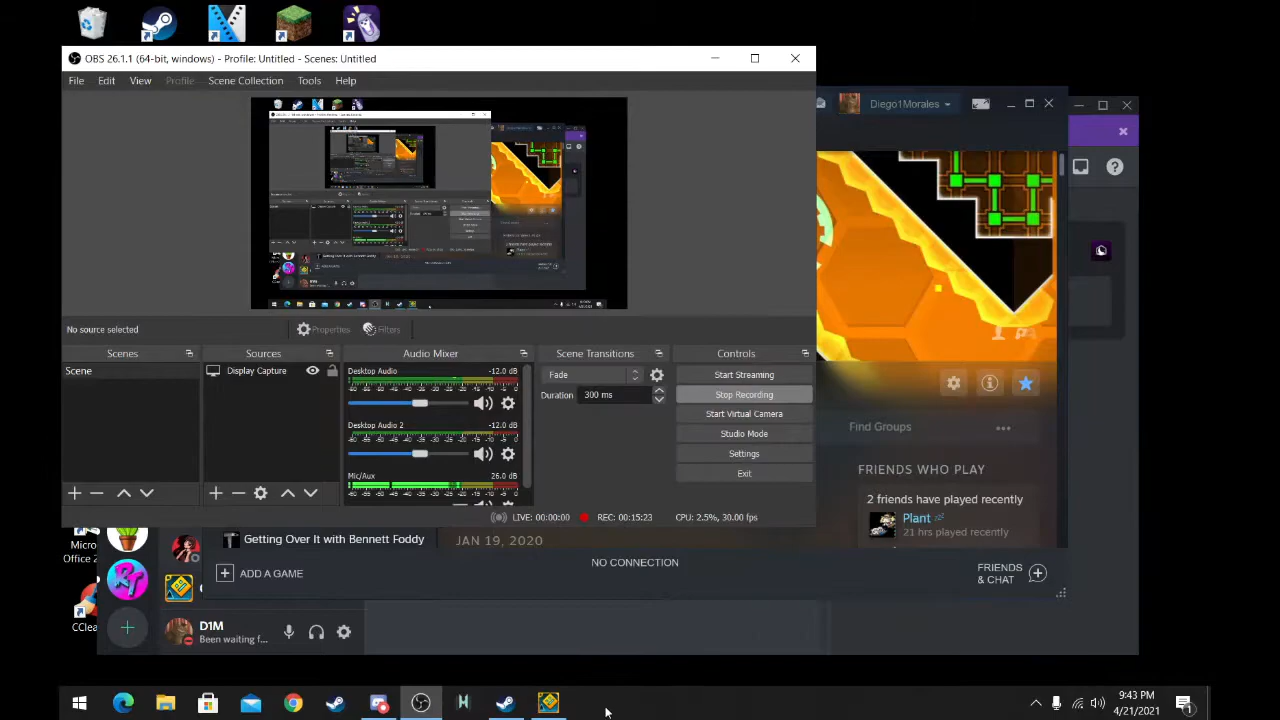 OBS 26.1.1 (64-bit, windows) - Profile: Untitled - Scenes: Untitled
File Edit View Profile Scene Collection Tools Help
Diego1Morales
No source selected
Properties
Filters
Scenes
Sources
Audio Mixer
Scene Transitions
Controls
Scene
Display Capture
Desktop Audio
-12.0 dB
Desktop Audio 2
-12.0 dB
Mic/Aux
26.0 dB
Fade
Duration
300 ms
Start Streaming
Stop Recording
Start Virtual Camera
Studio Mode
Settings
Exit
LIVE: 00:00:00
REC: 00:15:23
CPU: 2.5%, 30.00 fps
Find Groups
FRIENDS WHO PLAY
2 friends have played recently
Plant
21 hrs played recently
Micro
Office 2
Getting Over It with Bennett Foddy
JAN 19, 2020
ADD A GAME
NO CONNECTION
FRIENDS
& CHAT
CClea
D1M
Been waiting f...
9:43 PM
4/21/2021
1